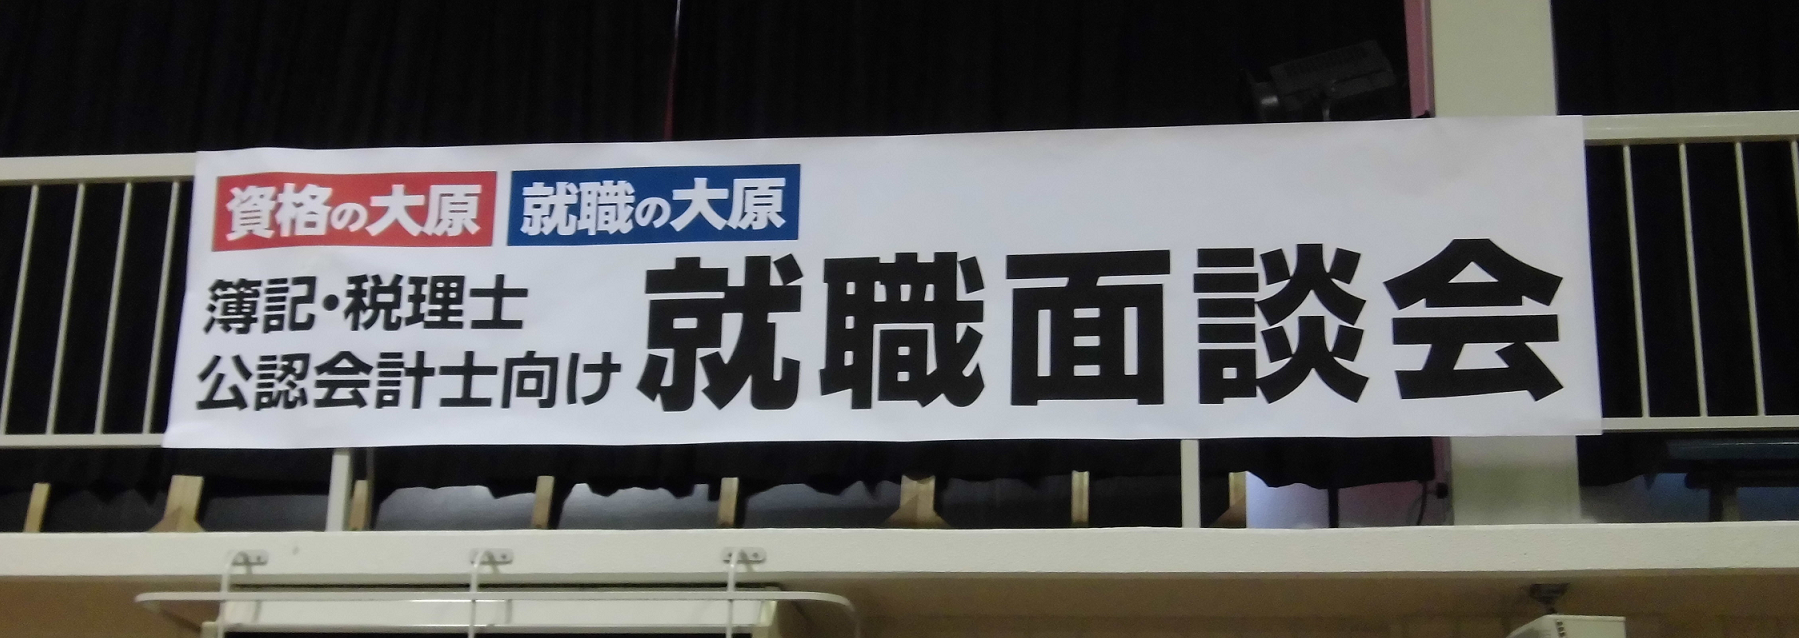 資格の大原 就職の大原
簿記・税理士
公認会計士向け
就職面談会